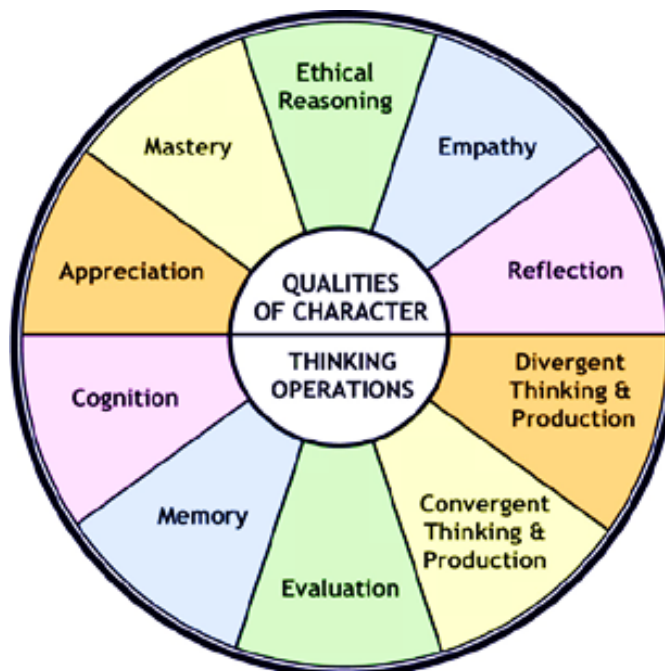 Ethical
Reasoning
Mastery
Empathy
Appreciation
Reflection
QUALITIES
OF CHARACTER
THINKING
OPERATIONS
Cognition
Divergent
Thinking &
Production
Memory
Convergent
Thinking &
Production
Evaluation